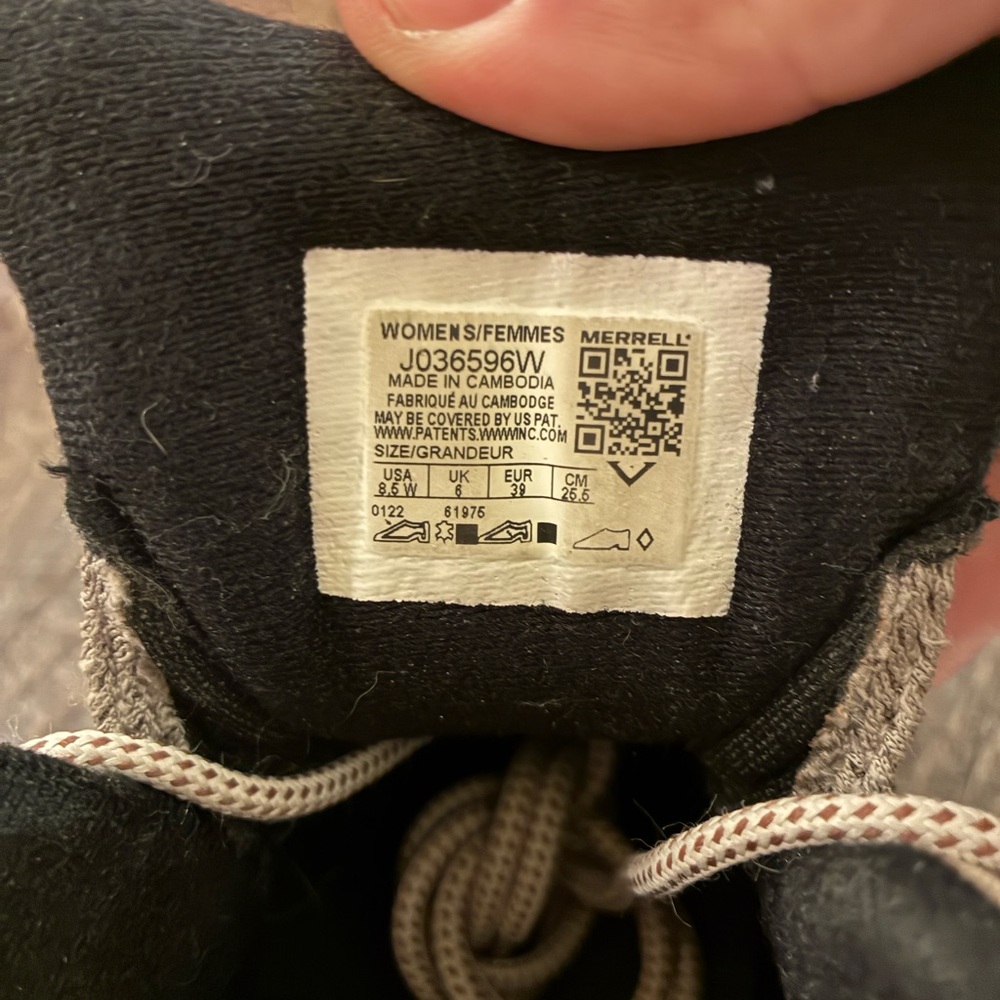 WOMENS/FEMMES
MERRELL
J036596W
MADE IN CAMBODIA
FABRIQUÉ AU CAMBODGE
MAY BE COVERED BY US PAT.
WWW.PATENTS.WWWINC.COM
SIZE/GRANDEUR
USA UK EUR CM
8.5 W 6 39 25.5
0122 61975